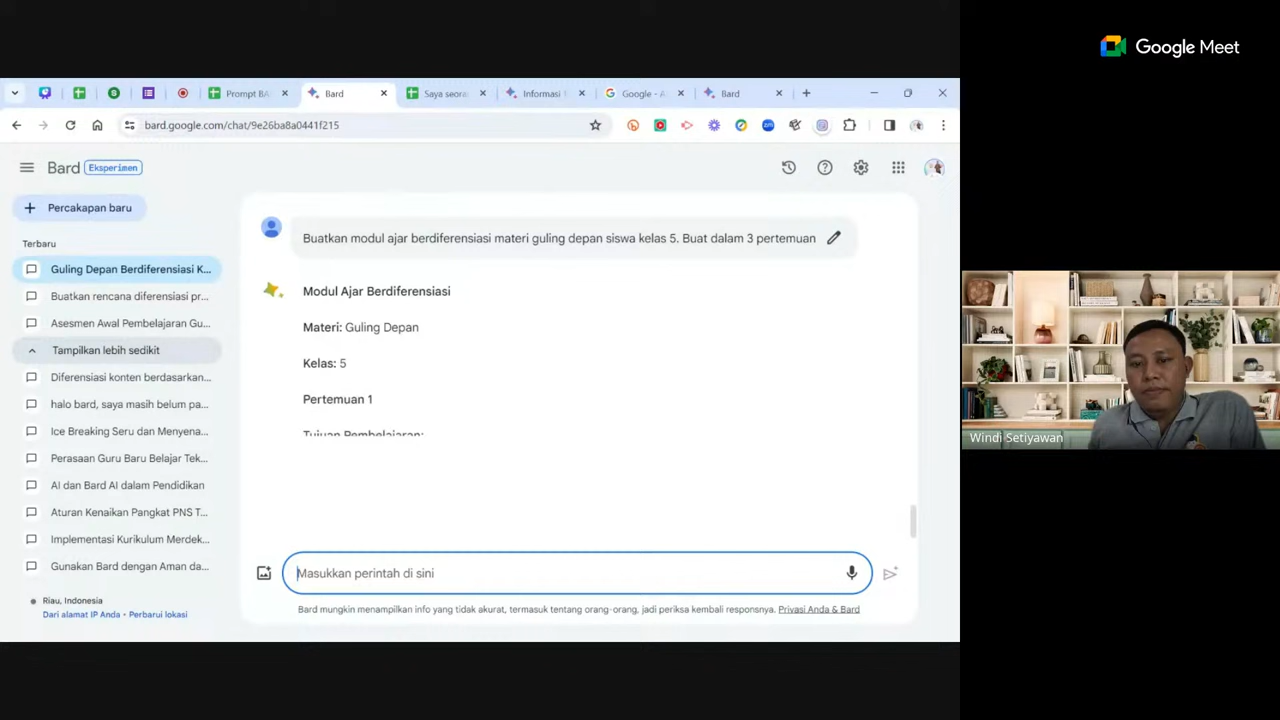 Google Meet
Prompt BA
Bard
Saya seora
Informasi
Google - A
Bard
bard.google.com/chat/9e26ba8a0441f215
Bard Eksperimen
Percakapan baru
Terbaru
Guling Depan Berdiferensiasi K...
Buatkan rencana diferensiasi pr...
Asesmen Awal Pembelajaran Gu...
Tampilkan lebih sedikit
Diferensiasi konten berdasarkan...
halo bard, saya masih belum pa...
Ice Breaking Seru dan Menyena...
Perasaan Guru Baru Belajar Tek...
AI dan Bard AI dalam Pendidikan
Aturan Kenaikan Pangkat PNS T...
Implementasi Kurikulum Merdek...
Gunakan Bard dengan Aman da...
Riau, Indonesia
Dari alamat IP Anda • Perbarui lokasi
Buatkan modul ajar berdiferensiasi materi guling depan siswa kelas 5. Buat dalam 3 pertemuan
Modul Ajar Berdiferensiasi
Materi: Guling Depan
Kelas: 5
Pertemuan 1
Tujuan Pembelajaran:
Masukkan perintah di sini
Bard mungkin menampilkan info yang tidak akurat, termasuk tentang orang-orang, jadi periksa kembali responsnya. Privasi Anda & Bard
Windi Setiyawan